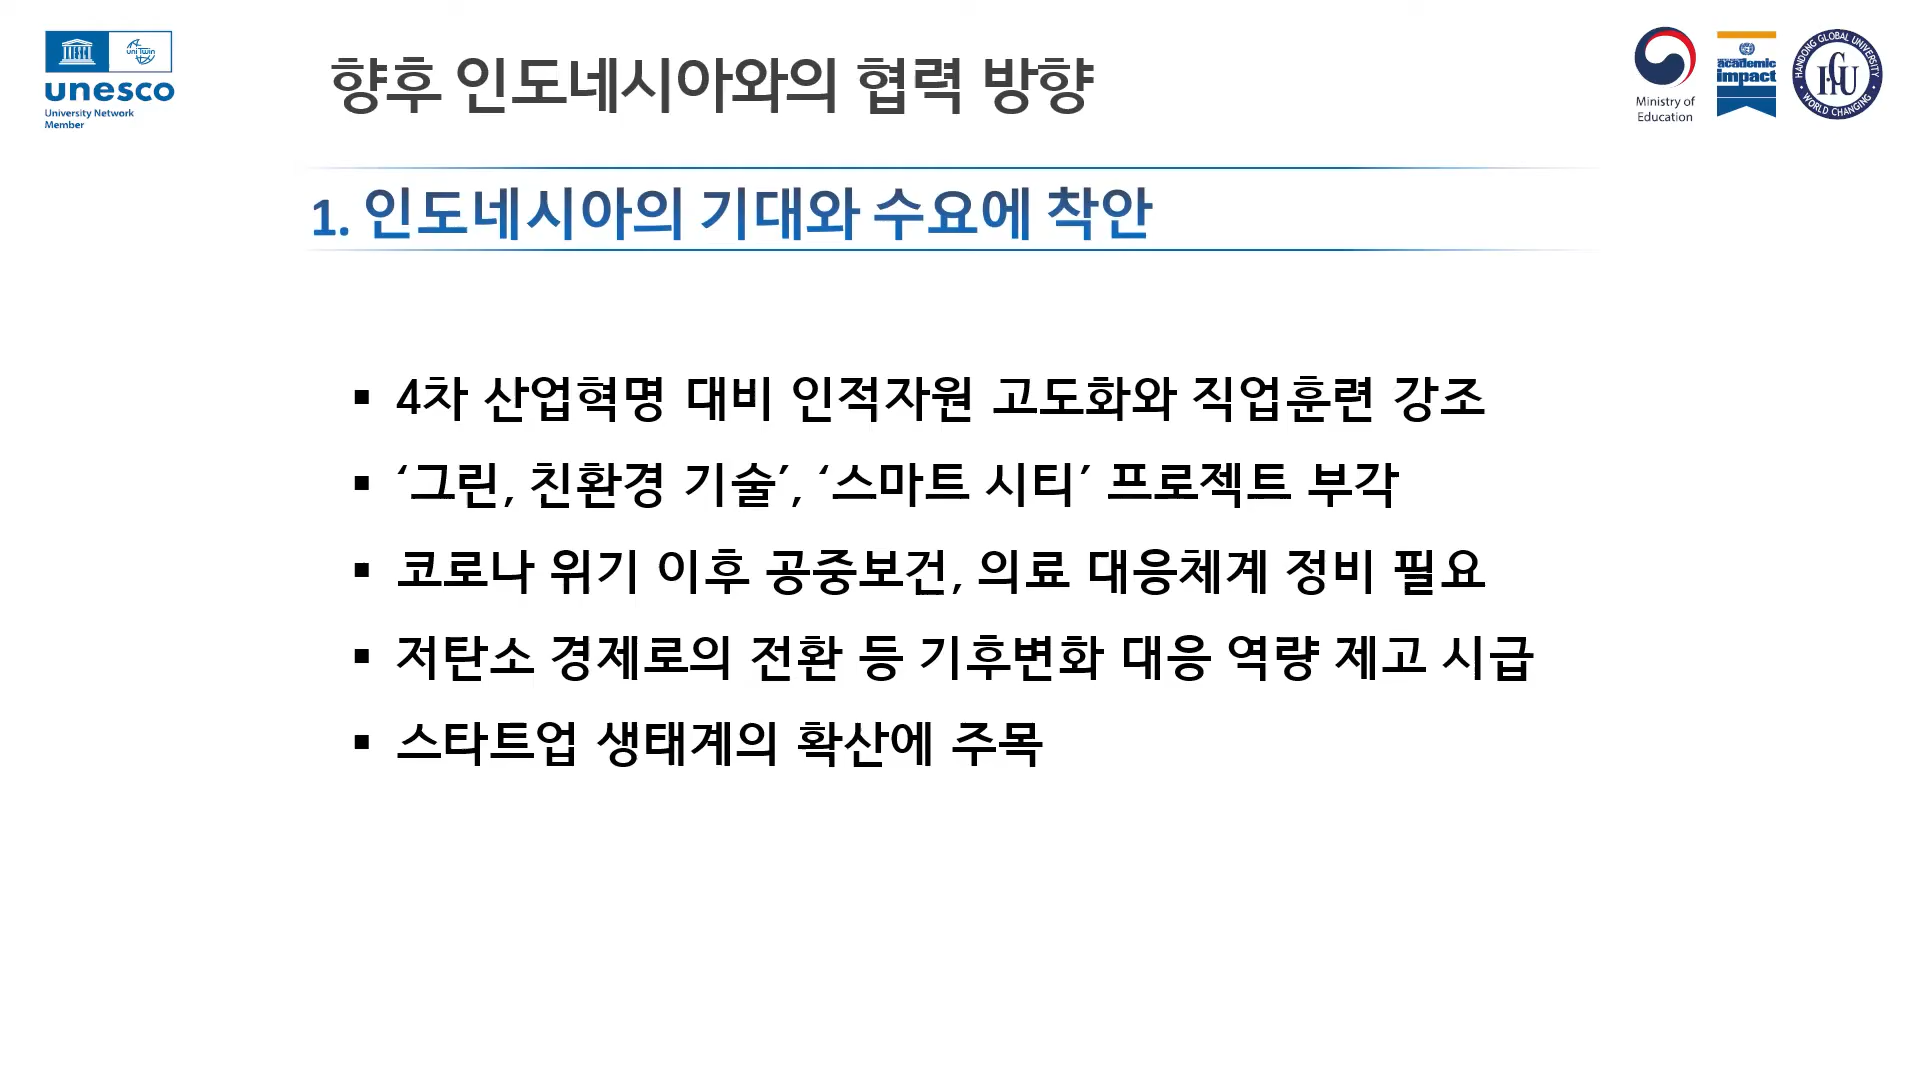 unesco
uni Twin
unesco
University Network
Member
향후 인도네시아와의 협력 방향
Ministry of
Education
academic
impact
HANDONG GLOBAL UNIVERSITY
HGU
WORLD CHANGING
1. 인도네시아의 기대와 수요에 착안
▪ 4차 산업혁명 대비 인적자원 고도화와 직업훈련 강조
▪ ‘그린, 친환경 기술’, ‘스마트 시티’ 프로젝트 부각
▪ 코로나 위기 이후 공중보건, 의료 대응체계 정비 필요
▪ 저탄소 경제로의 전환 등 기후변화 대응 역량 제고 시급
▪ 스타트업 생태계의 확산에 주목